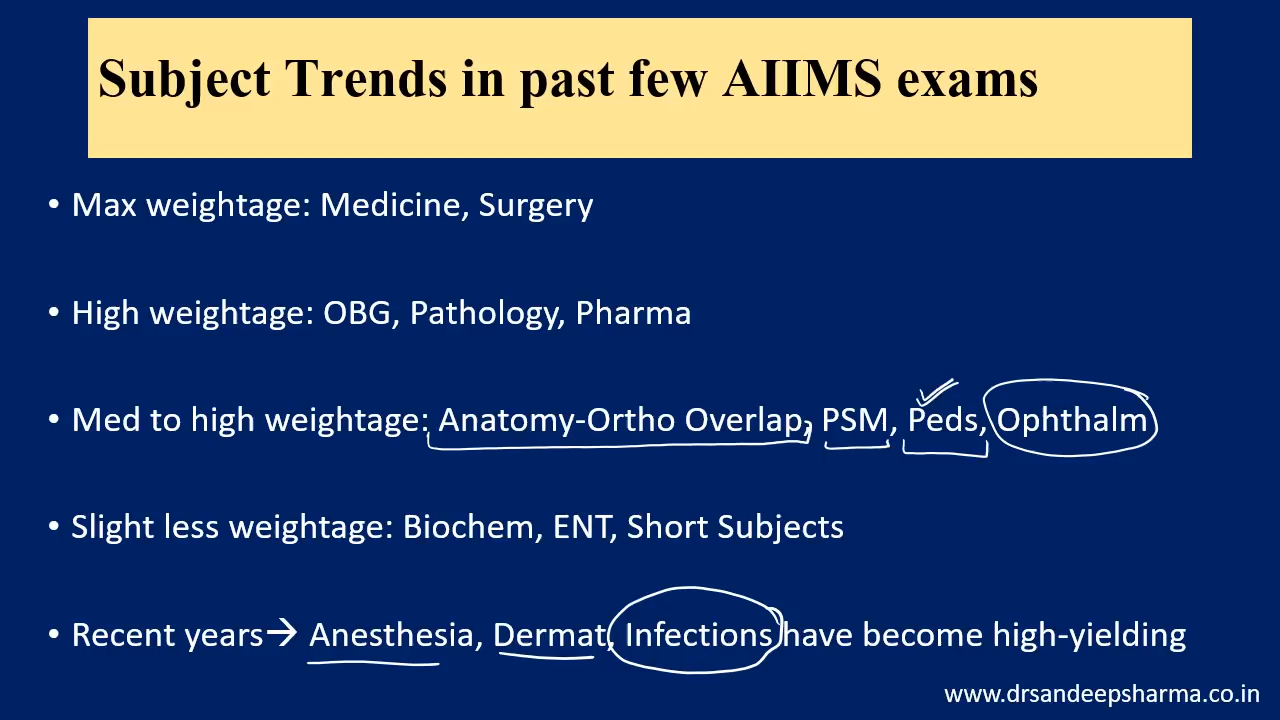 Subject Trends in past few AIIMS exams
• Max weightage: Medicine, Surgery
• High weightage: OBG, Pathology, Pharma
• Med to high weightage: Anatomy-Ortho Overlap, PSM, Peds, Ophthalm
• Slight less weightage: Biochem, ENT, Short Subjects
• Recent years→ Anesthesia, Dermat, Infections have become high-yielding
www.drsandeepsharma.co.in